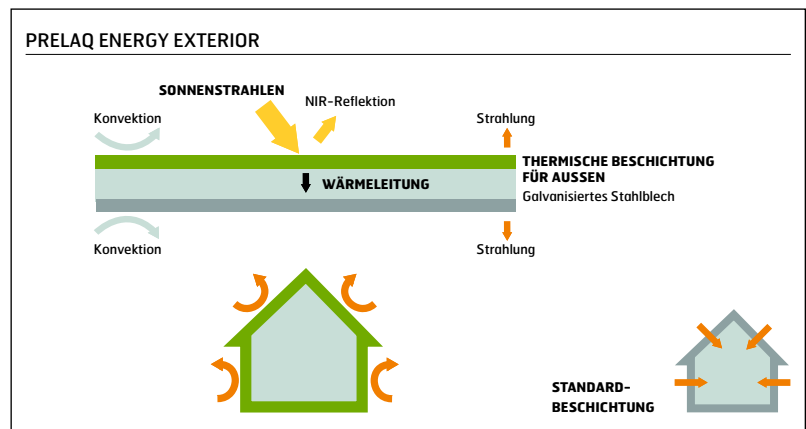 PRELAQ ENERGY EXTERIOR
SONNENSTRAHLEN
NIR-Reflektion
Konvektion
Strahlung
THERMISCHE BESCHICHTUNG
FÜR AUSSEN
Galvanisiertes Stahlblech
WÄRMELEITUNG
Konvektion
Strahlung
STANDARD-
BESCHICHTUNG